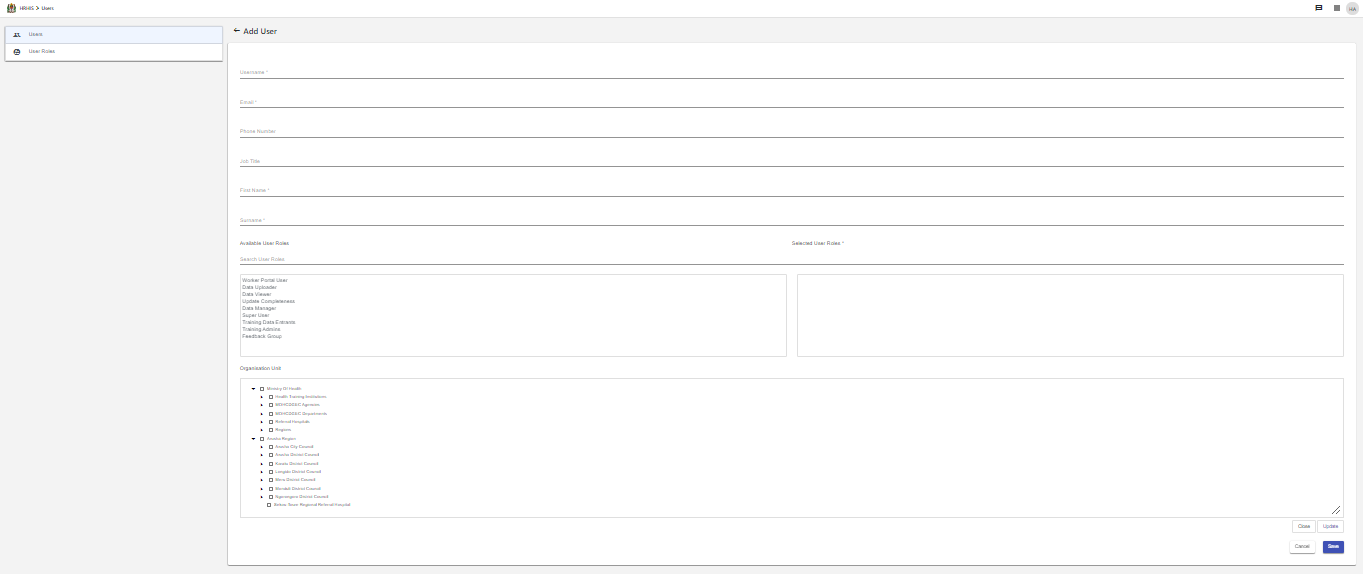 HRHIS > Users
HA
Users
User Roles
← Add User
Username *
Email *
Phone Number
Job Title
First Name *
Surname *
Available User Roles
Selected User Roles *
Search User Roles
Worker Portal User
Data Uploader
Data Viewer
Update Completeness
Data Manager
Super User
Training Data Entrants
Training Admins
Feedback Group
Organisation Unit
Ministry Of Health
Health Training Institutions
MOHCDGEC Agencies
MOHCDGEC Departments
Referral Hospitals
Regions
Arusha Region
Arusha City Council
Arusha District Council
Karatu District Council
Longido District Council
Meru District Council
Monduli District Council
Ngorongoro District Council
Regional Referral Hospital
Close
Update
Cancel
Save